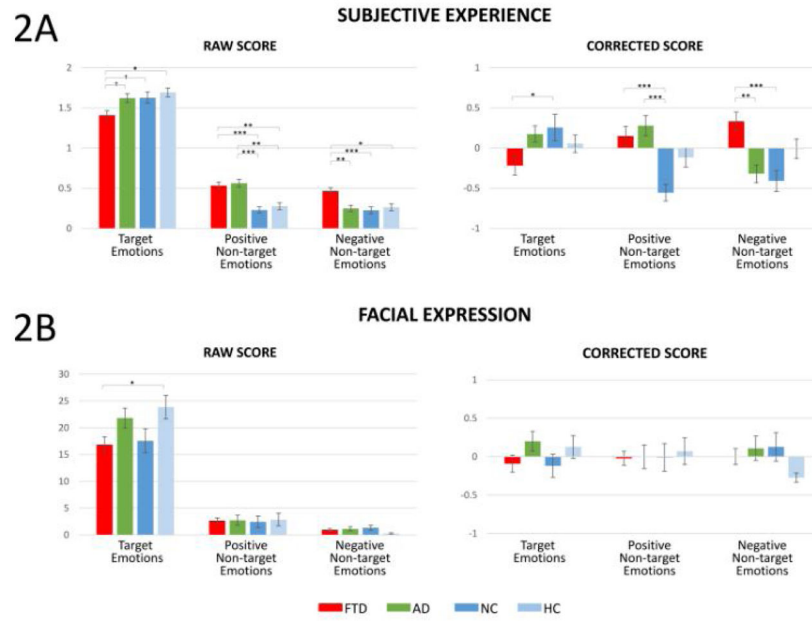 2A
SUBJECTIVE EXPERIENCE
RAW SCORE
CORRECTED SCORE
2
1.5
1
0.5
0
*
†
†
**
***
**
***
*
***
**
Target
Emotions
Positive
Non-target
Emotions
Negative
Non-target
Emotions
1
0.5
0
-0.5
-1
*
***
***
***
**
Target
Emotions
Positive
Non-target
Emotions
Negative
Non-target
Emotions
2B
FACIAL EXPRESSION
RAW SCORE
CORRECTED SCORE
30
25
20
15
10
5
0
*
Target
Emotions
Positive
Non-target
Emotions
Negative
Non-target
Emotions
1
0.5
0
-0.5
-1
Target
Emotions
Positive
Non-target
Emotions
Negative
Non-target
Emotions
FTD AD NC HC